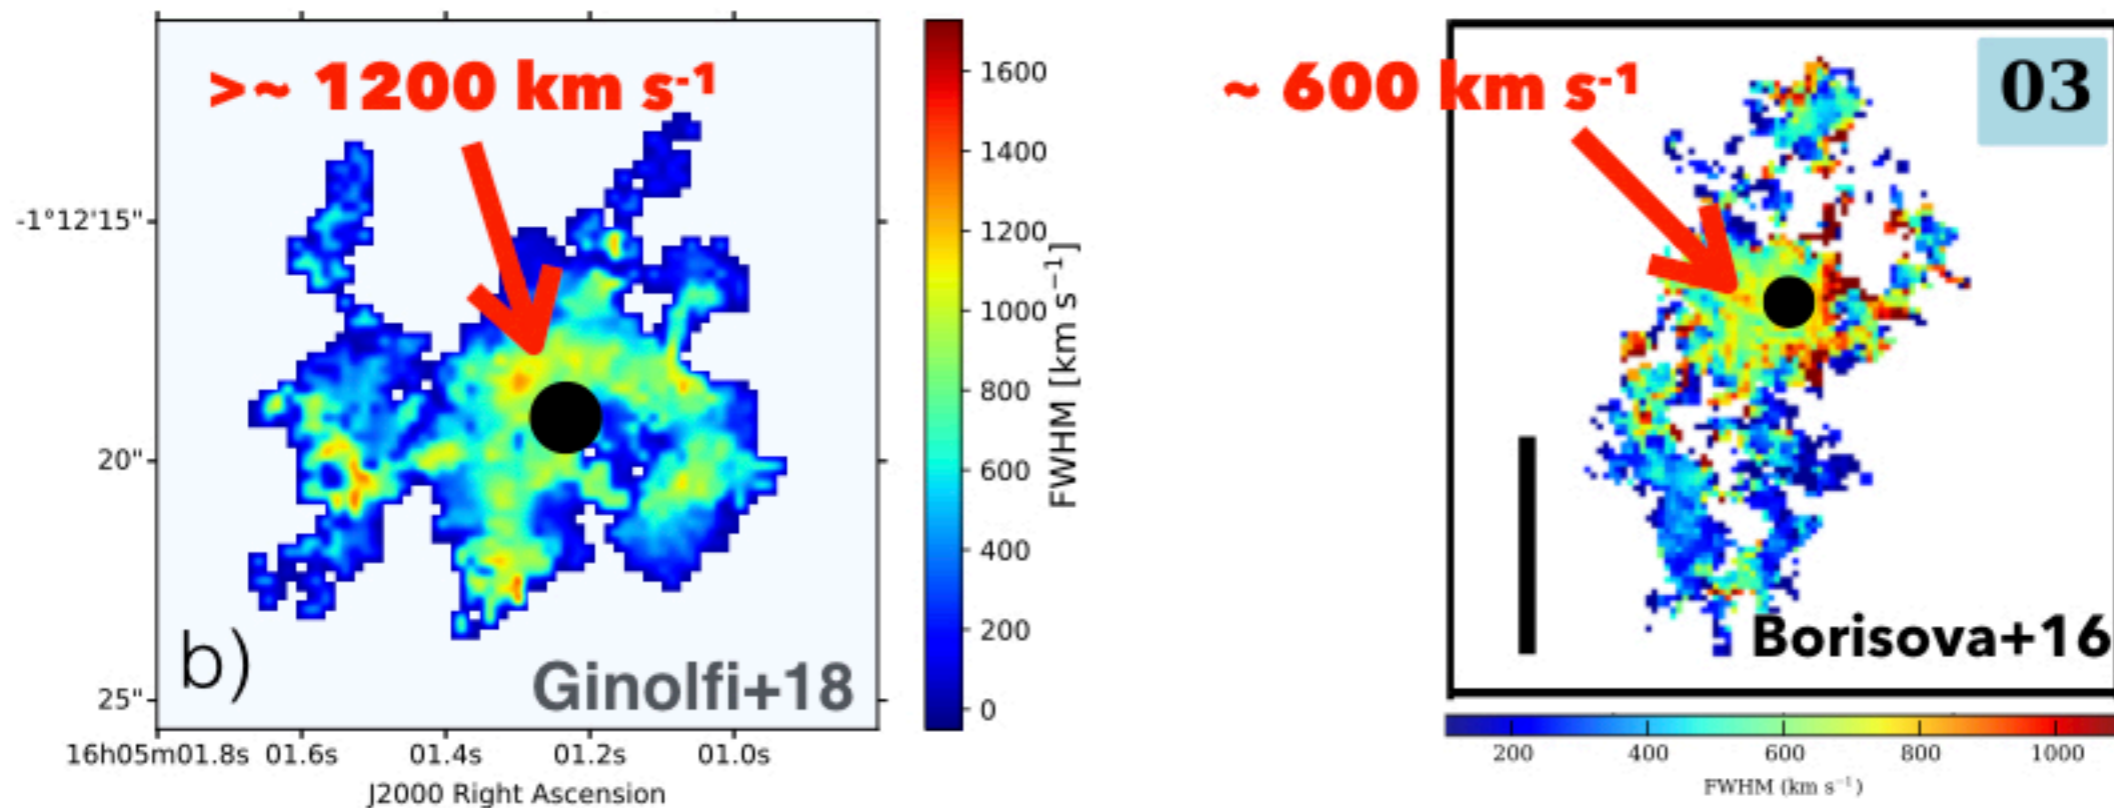 >~ 1200 km s-1
-1°12'15"
20"
25"
b)
Ginolfi+18
16h05m01.8s 01.6s 01.4s 01.2s 01.0s
J2000 Right Ascension
1600
1400
1200
1000
800
600
400
200
0
FWHM [km s−1]
~ 600 km s-1
03
Borisova+16
200 400 600 800 1000
FWHM (km s−1)